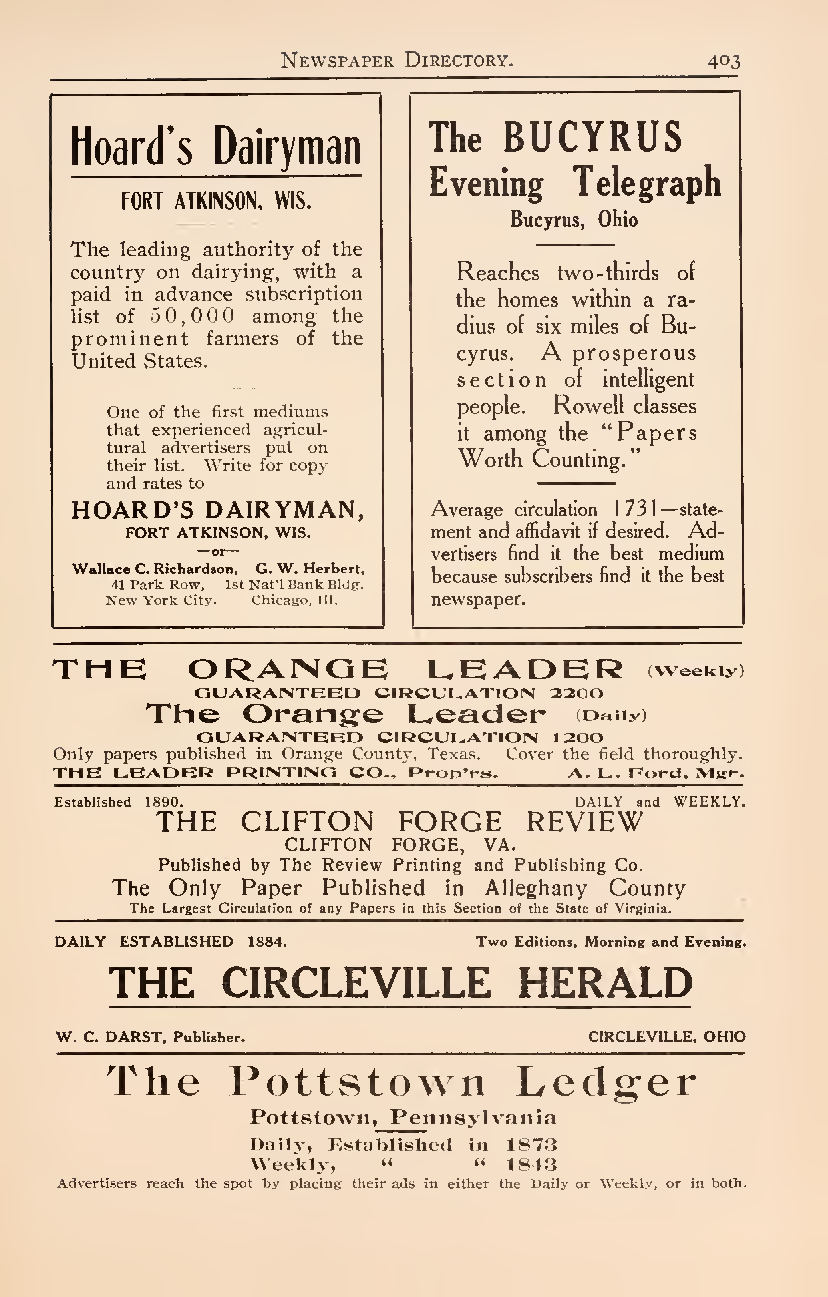 NEWSPAPER DIRECTORY.
403
Hoard's Dairyman
FORT ATKINSON, WIS.
The leading authority of the
country on dairying, with a
paid in advance subscription
list of 50,000 among the
prominent farmers of the
United States.
One of the first mediums
that experienced agricul-
tural advertisers put on
their list. Write for copy
and rates to
HOARD'S DAIRYMAN,
FORT ATKINSON, WIS.
—or—
Wallace C. Richardson, G. W. Herbert,
41 Park Row, 1st Nat'l Bank Bldg.
New York City. Chicago, Ill.
The BUCYRUS
Evening Telegraph
Bucyrus, Ohio
Reaches two-thirds of
the homes within a ra-
dius of six miles of Bu-
cyrus. A prosperous
section of intelligent
people. Rowell classes
it among the "Papers
Worth Counting."
Average circulation 1731—state-
ment and affidavit if desired. Ad-
vertisers find it the best medium
because subscribers find it the best
newspaper.
THE ORANGE LEADER (Weekly)
GUARANTEED CIRCULATION 2200
The Orange Leader (Daily)
GUARANTEED CIRCULATION 1200
Only papers published in Orange County, Texas. Cover the field thoroughly.
THE LEADER PRINTING CO., Prop'rs. A. L. Ford, Mgr.
Established 1890. DAILY and WEEKLY.
THE CLIFTON FORGE REVIEW
CLIFTON FORGE, VA.
Published by The Review Printing and Publishing Co.
The Only Paper Published in Alleghany County
The Largest Circulation of any Papers in this Section of the State of Virginia.
DAILY ESTABLISHED 1884. Two Editions, Morning and Evening.
THE CIRCLEVILLE HERALD
W. C. DARST, Publisher. CIRCLEVILLE, OHIO
The Pottstown Ledger
Pottstown, Pennsylvania
Daily, Established in 1873
Weekly, " " 1843
Advertisers reach the spot by placing their ads in either the Daily or Weekly, or in both.